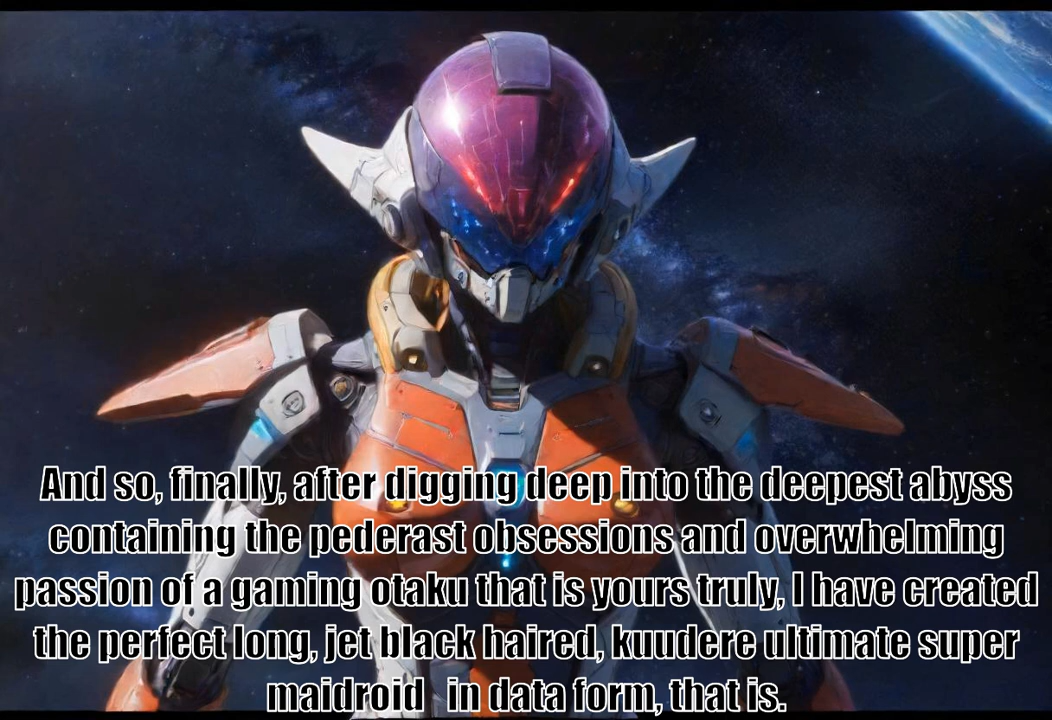 And so, finally, after digging deep into the deepest abyss
containing the pederast obsessions and overwhelming
passion of a gaming otaku that is yours truly, I have created
the perfect long, jet black haired, kuudere ultimate super
maidroid in data form, that is.